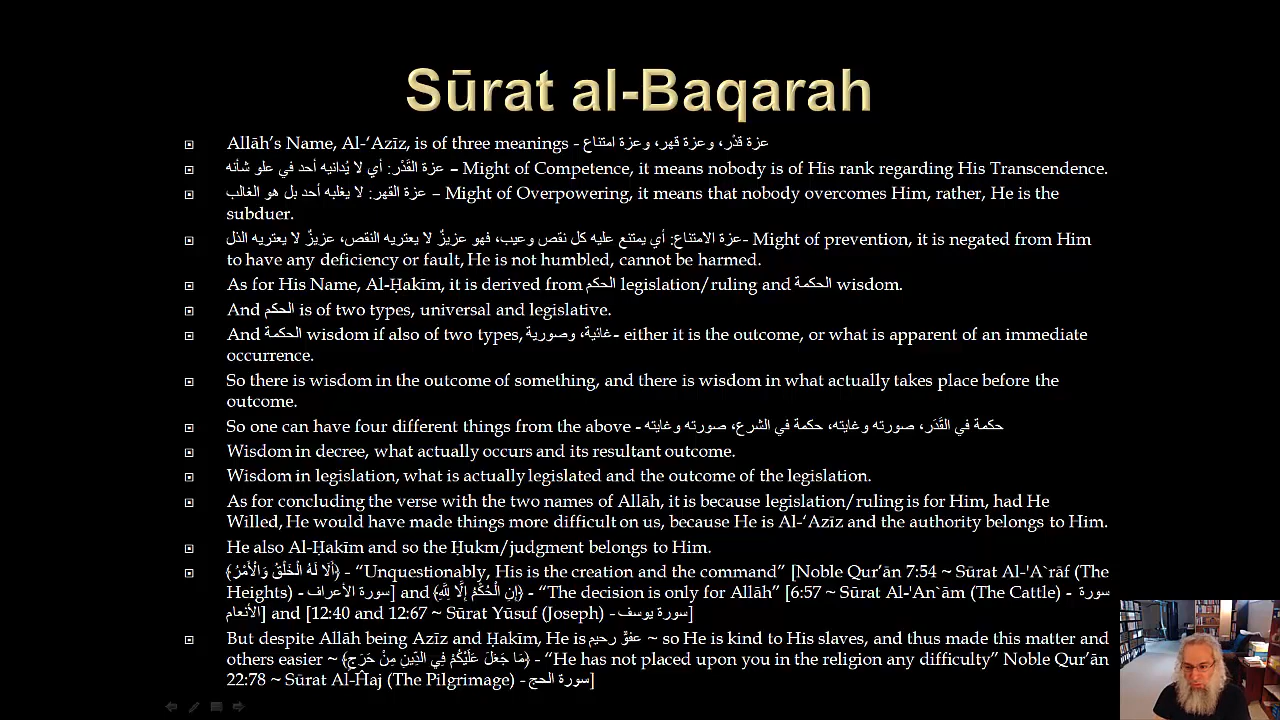 Sūrat al-Baqarah
Allāh's Name, Al-‘Azīz, is of three meanings - عزة قدْر، وعزة قهر، وعزة امتناع
عزة القَدْر: أي لا يُدانيه أحد في علو شأنه – Might of Competence, it means nobody is of His rank regarding His Transcendence.
عزة القهر: لا يغلبه أحد بل هو الغالب – Might of Overpowering, it means that nobody overcomes Him, rather, He is the
subduer.
عزة الامتناع: أي يمتنع عليه كل نقص وعيب، فهو عزيزٌ لا يعتريه النقص، عزيزٌ لا يعتريه الذل- Might of prevention, it is negated from Him
to have any deficiency or fault, He is not humbled, cannot be harmed.
As for His Name, Al-Ḥakīm, it is derived from الحكم legislation/ruling and الحكمة wisdom.
And الحكم is of two types, universal and legislative.
And الحكمة wisdom if also of two types, غائية، وصورية- either it is the outcome, or what is apparent of an immediate
occurrence.
So there is wisdom in the outcome of something, and there is wisdom in what actually takes place before the
outcome.
So one can have four different things from the above - حكمة في القَدَر، صورته وغايته، حكمة في الشرع، صورته وغايته
Wisdom in decree, what actually occurs and its resultant outcome.
Wisdom in legislation, what is actually legislated and the outcome of the legislation.
As for concluding the verse with the two names of Allāh, it is because legislation/ruling is for Him, had He
Willed, He would have made things more difficult on us, because He is Al-‘Azīz and the authority belongs to Him.
He also Al-Ḥakīm and so the Ḥukm/judgment belongs to Him.
﴿أَلَا لَهُ الْخَلْقُ وَالْأَمْرُ﴾ - “Unquestionably, His is the creation and the command” [Noble Qur’ān 7:54 ~ Sūrat Al-'A`rāf (The
Heights) - سورة الأعراف] and ﴿إِنِ الْحُكْمُ إِلَّا لِلَّهِ﴾ - “The decision is only for Allāh” [6:57 ~ Sūrat Al-'An`ām (The Cattle) - سورة
الأنعام] and [12:40 and 12:67 ~ Sūrat Yūsuf (Joseph) - سورة يوسف]
But despite Allāh being Azīz and Ḥakīm, He is عفوٌّ رحيم ~ so He is kind to His slaves, and thus made this matter and
others easier ~ ﴿مَا جَعَلَ عَلَيْكُمْ فِي الدِّينِ مِنْ حَرَجٍ﴾ - “He has not placed upon you in the religion any difficulty” Noble Qur’ān
22:78 ~ Sūrat Al-Ḥaj (The Pilgrimage) - سورة الحج]